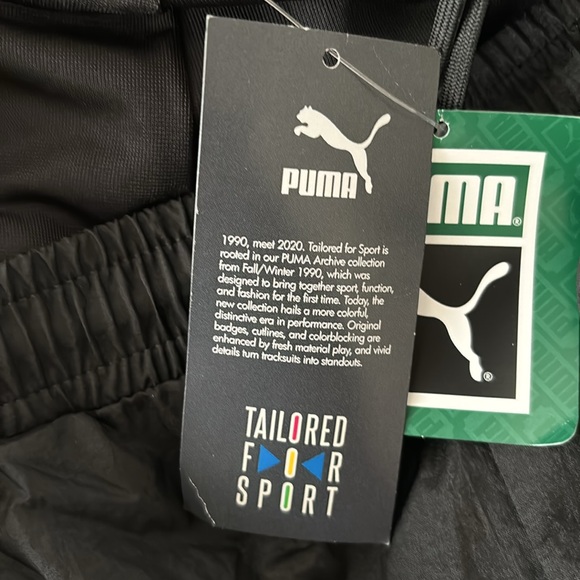 PUMA
1990, meet 2020. Tailored for Sport is
rooted in our PUMA Archive collection
from Fall/Winter 1990, which was
designed to bring together sport, function,
and fashion for the first time. Today, the
new collection hails a more colorful,
distinctive era in performance. Original
badges, cutlines, and colorblocking are
enhanced by fresh material play, and vivid
details turn tracksuits into standouts.
TAILORED
FOR
SPORT
MA®
®